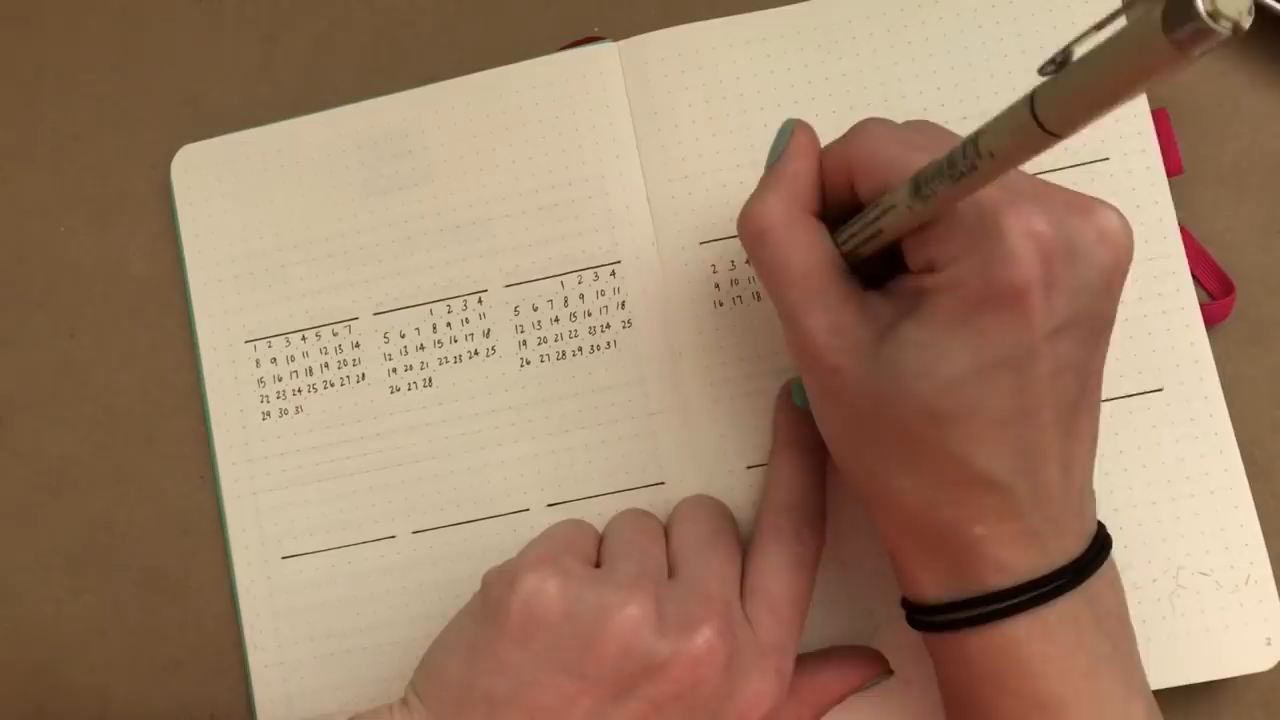 1 2 3 4 5 6 7
8 9 10 11 12 13 14
15 16 17 18 19 20 21
22 23 24 25 26 27 28
29 30 31
1 2 3 4
5 6 7 8 9 10 11
12 13 14 15 16 17 18
19 20 21 22 23 24 25
26 27 28
1 2 3 4
5 6 7 8 9 10 11
12 13 14 15 16 17 18
19 20 21 22 23 24 25
26 27 28 29 30 31
2 3
9 10 11
16 17 18